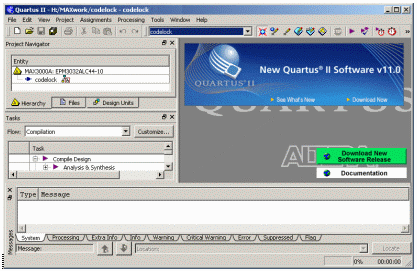 Quartus II - H:/MAXwork/codelock - codelock
File Edit View Project Assignments Processing Tools Window Help
codelock
Project Navigator
Entity
MAX3000A: EPM3032ALC44-10
codelock
Hierarchy Files Design Units
Tasks
Flow: Compilation Customize...
Task
Compile Design
Analysis & Synthesis
QUARTUS II
New Quartus® II Software v11.0
See What's New Download Now
QUARTUS
ALTERA
Download New
Software Release
Documentation
Type Message
System Processing Extra Info Info Warning Critical Warning Error Suppressed Flag
Messages
Message: Location: Locate
0% 00:00:00